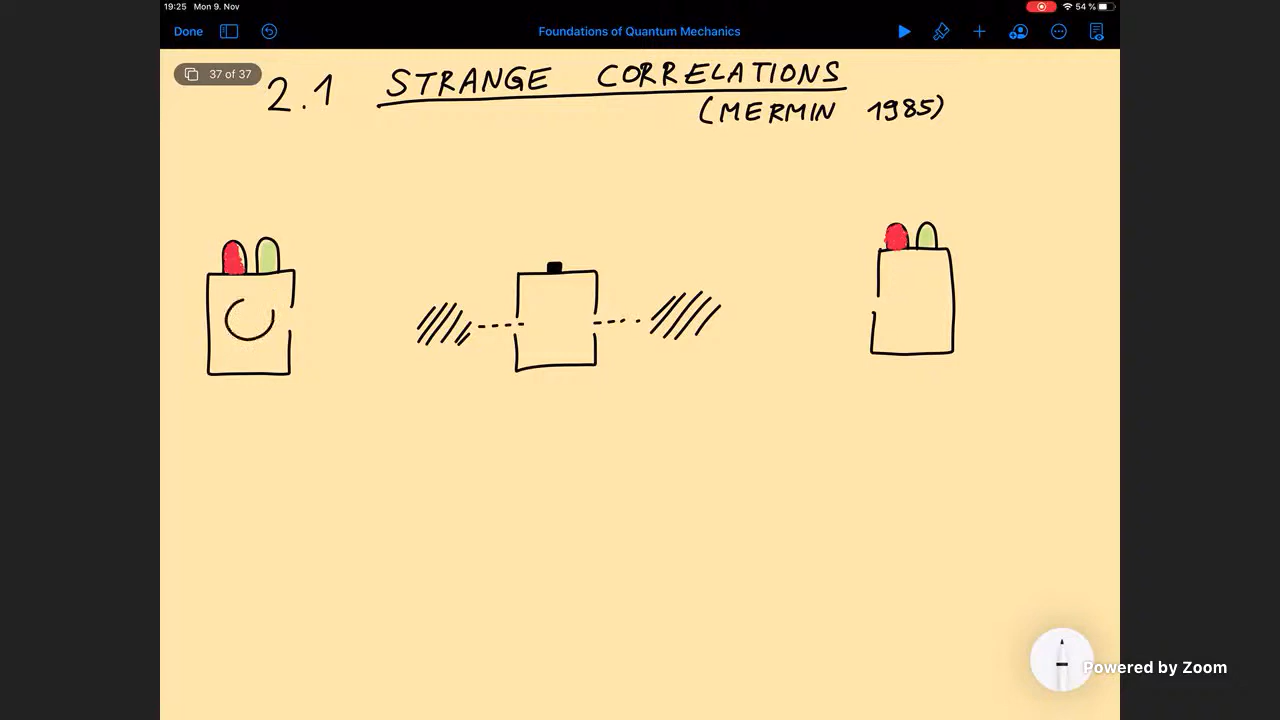 19:25 Mon 9. Nov
54 %
Done
Foundations of Quantum Mechanics
37 of 37
2.1 STRANGE CORRELATIONS
(MERMIN 1985)
Powered by Zoom